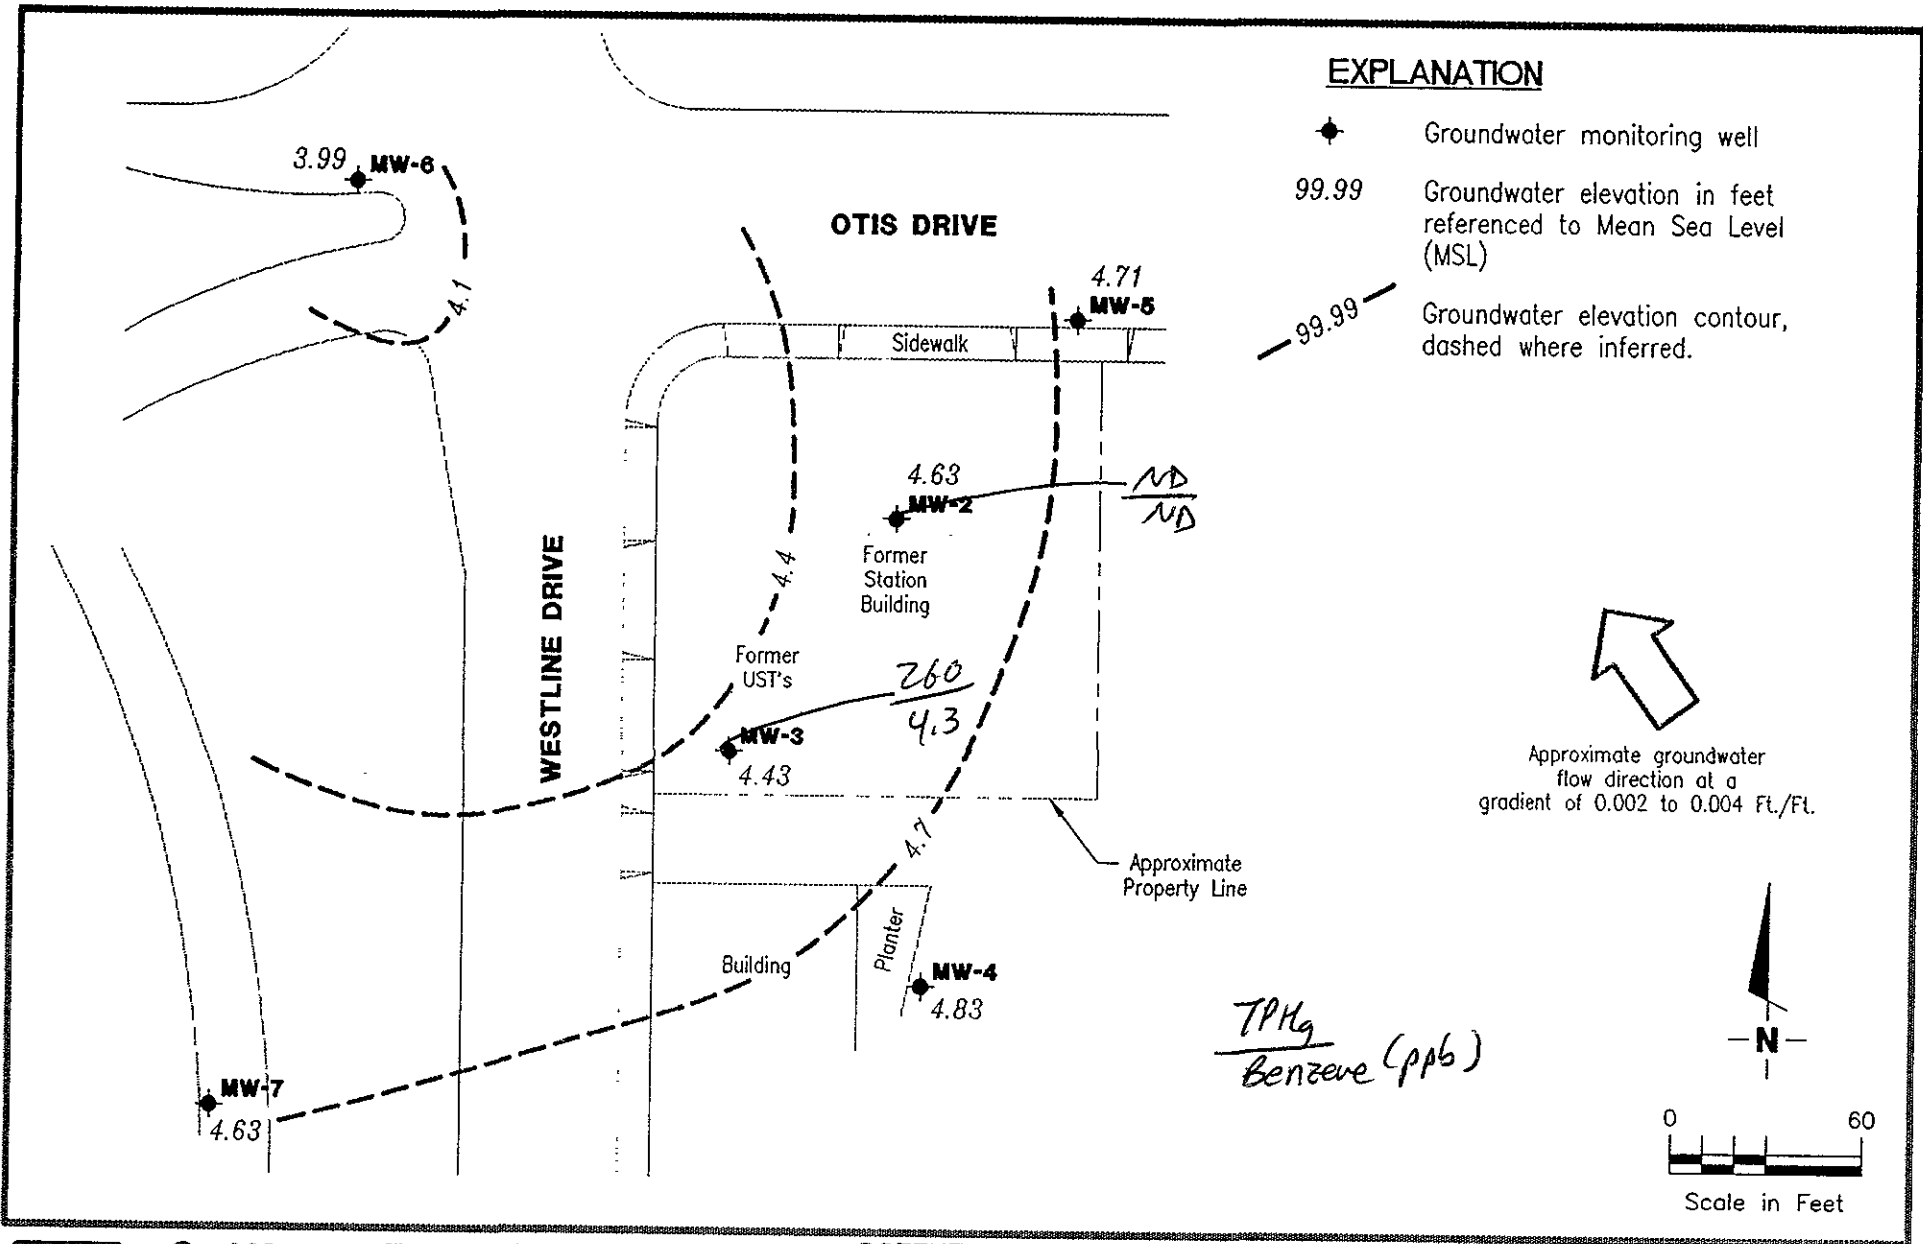 EXPLANATION
Groundwater monitoring well
99.99
Groundwater elevation in feet
referenced to Mean Sea Level
(MSL)
99.99
Groundwater elevation contour,
dashed where inferred.
3.99
MW-6
4.1
OTIS DRIVE
4.71
MW-5
Sidewalk
4.63
MW-2
ND
ND
Former
Station
Building
4.4
WESTLINE DRIVE
Former
UST's
260
4.3
MW-3
4.43
4.7
Approximate
Property Line
Approximate groundwater
flow direction at a
gradient of 0.002 to 0.004 Ft./Ft.
Planter
Building
MW-4
4.83
MW-7
4.63
TPHg
Benzene (ppb)
N
0 60
Scale in Feet